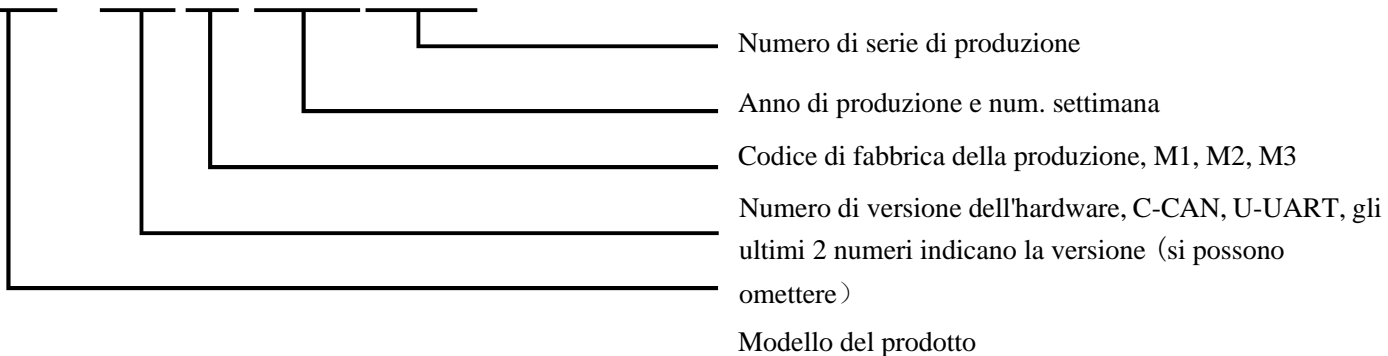 Numero di serie di produzione
Anno di produzione e num. settimana
Codice di fabbrica della produzione, M1, M2, M3
Numero di versione dell'hardware, C-CAN, U-UART, gli
ultimi 2 numeri indicano la versione（si possono
omettere）
Modello del prodotto